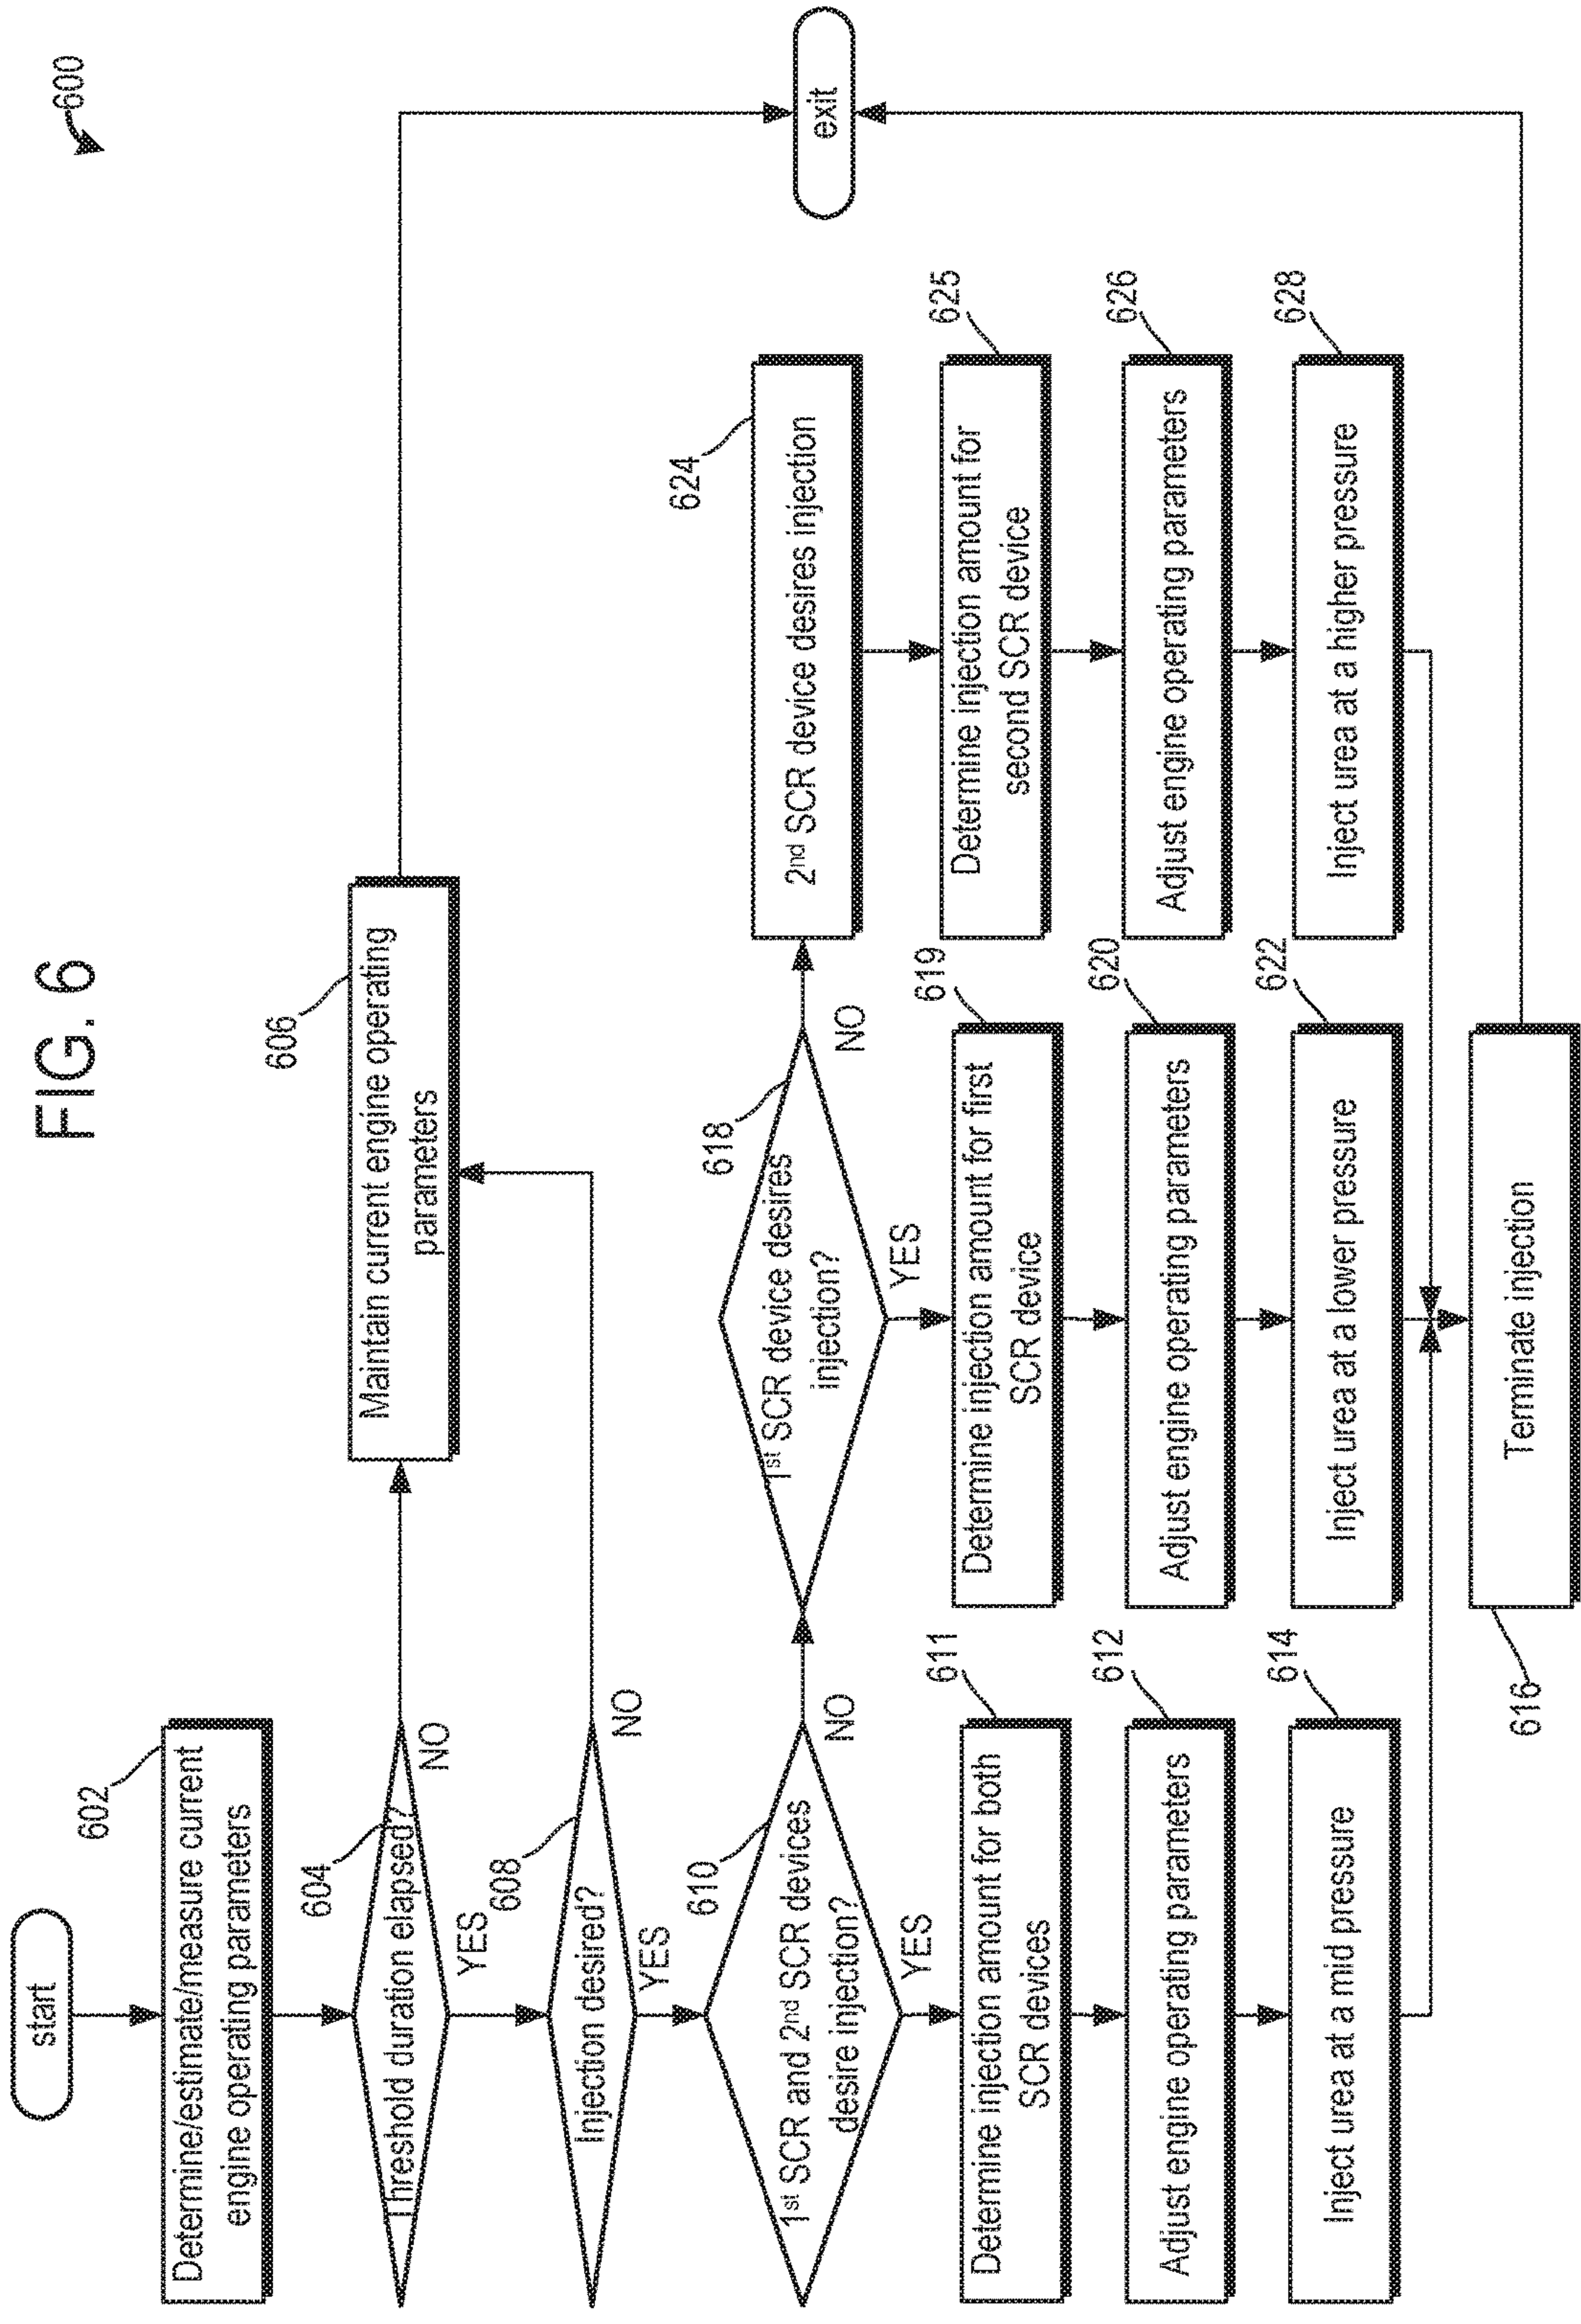 FIG. 6
600
start
602
Determine/estimate/measure current
engine operating parameters
604
Threshold duration elapsed?
NO
YES
606
Maintain current engine operating
parameters
608
Injection desired?
NO
YES
610
1st SCR and 2nd SCR devices
desire injection?
NO
YES
618
1st SCR device desires
injection?
NO
YES
624
2nd SCR device desires injection
611
Determine injection amount for both
SCR devices
619
Determine injection amount for first
SCR device
625
Determine injection amount for
second SCR device
612
Adjust engine operating parameters
620
Adjust engine operating parameters
626
Adjust engine operating parameters
614
Inject urea at a mid pressure
622
Inject urea at a lower pressure
628
Inject urea at a higher pressure
616
Terminate injection
exit